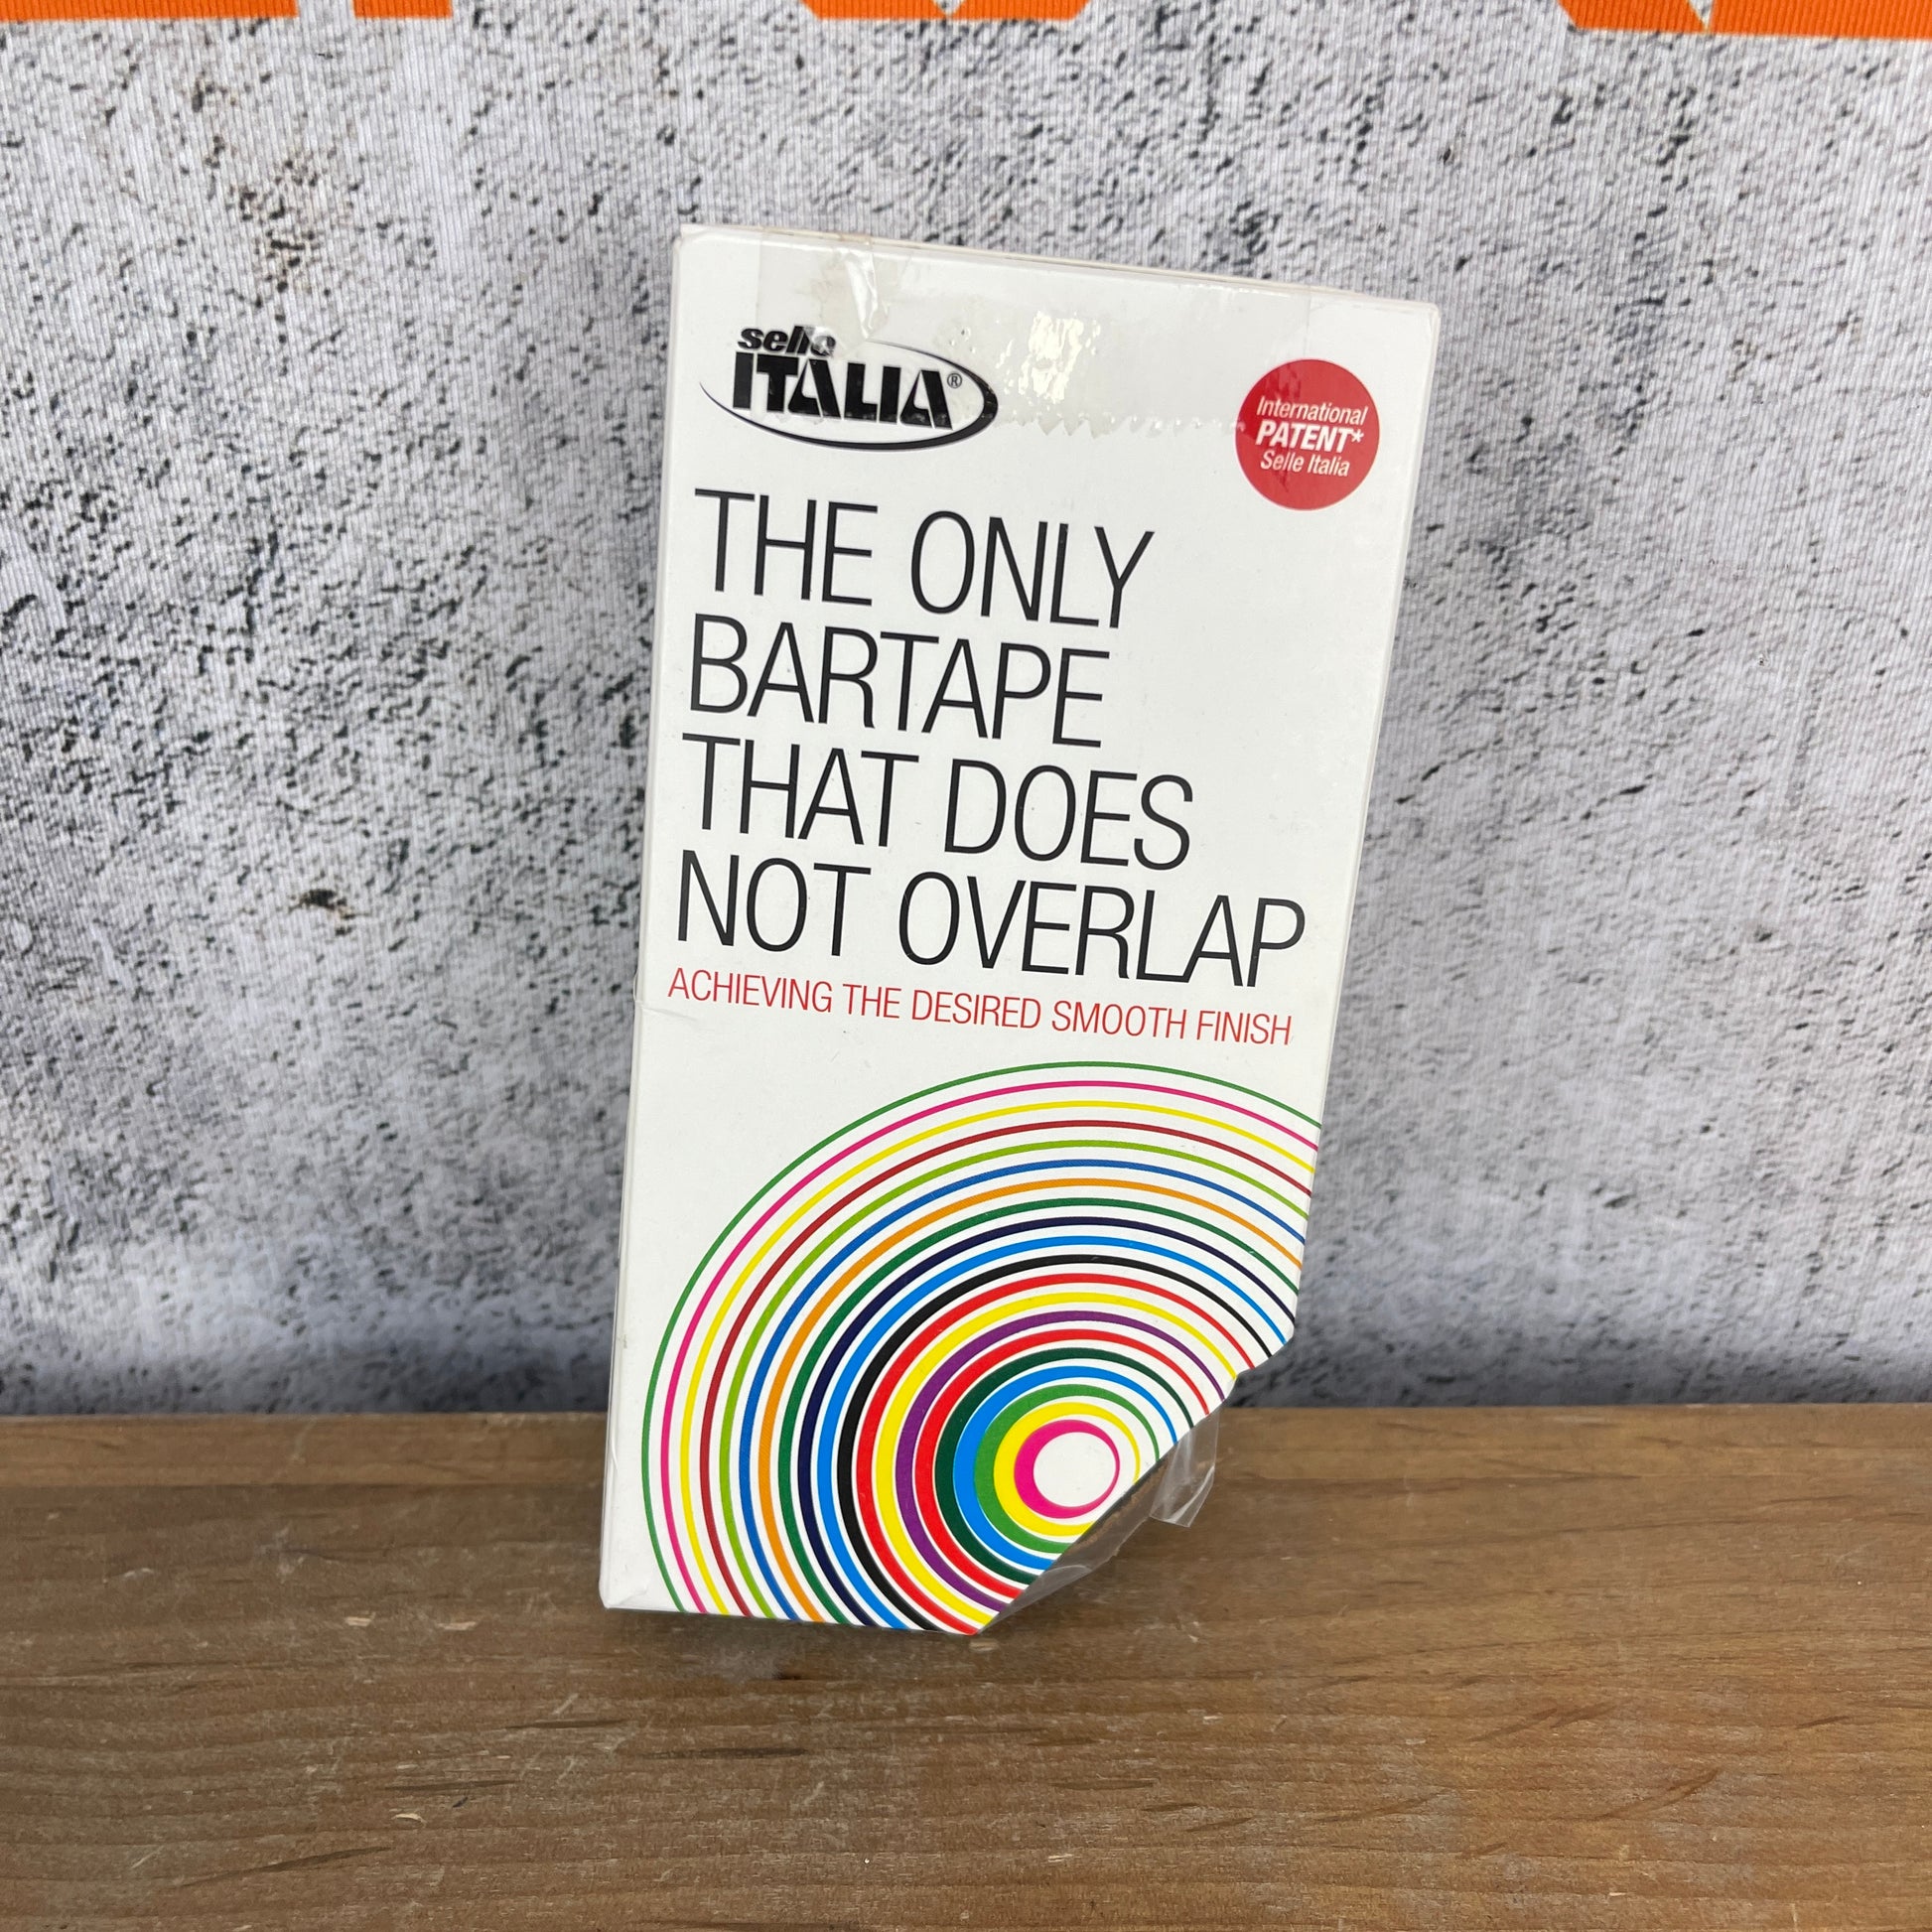 selle
ITALIA®
International
PATENT*
Selle Italia
THE ONLY
BARTAPE
THAT DOES
NOT OVERLAP
ACHIEVING THE DESIRED SMOOTH FINISH